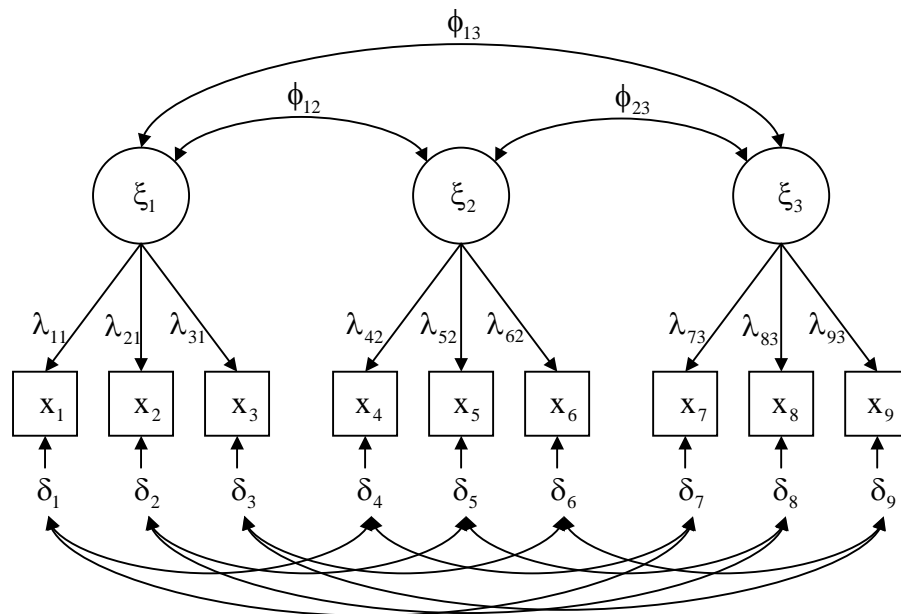 ϕ₁₃
ϕ₁₂ ϕ₂₃
ξ₁ ξ₂ ξ₃
λ₁₁ λ₂₁ λ₃₁ λ₄₂ λ₅₂ λ₆₂ λ₇₃ λ₈₃ λ₉₃
x₁ x₂ x₃ x₄ x₅ x₆ x₇ x₈ x₉
δ₁ δ₂ δ₃ δ₄ δ₅ δ₆ δ₇ δ₈ δ₉